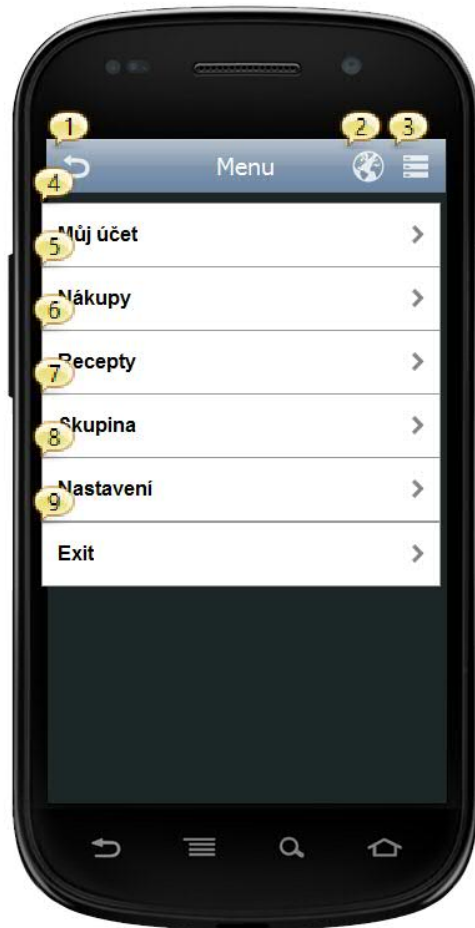 1
2
3
Menu
4
Můj účet
5
Nákupy
6
Recepty
7
Skupina
8
Nastavení
9
Exit